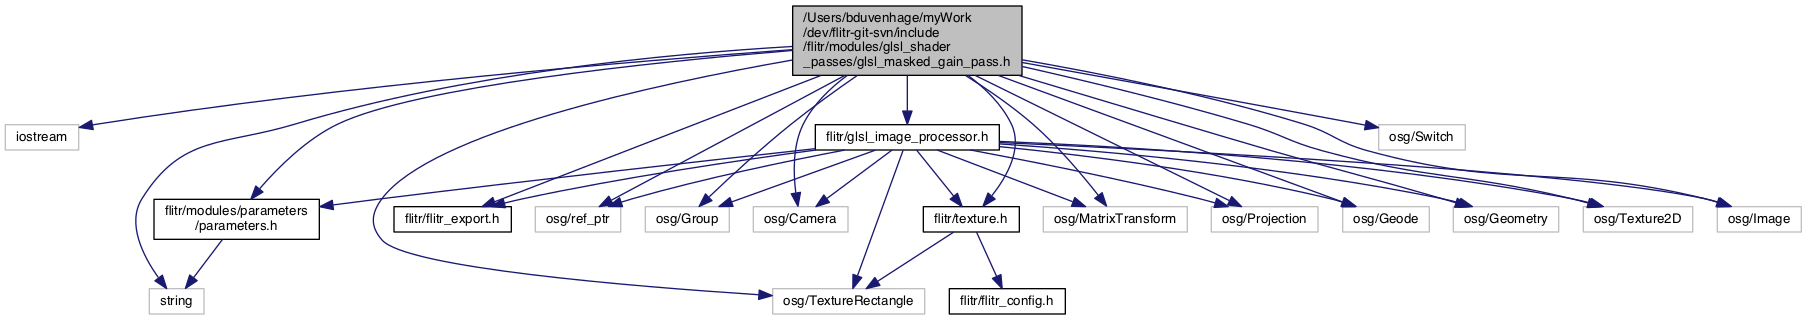 /Users/bduvenhage/myWork
/dev/flitr-git-svn/include
/flitr/modules/glsl_shader
_passes/glsl_masked_gain_pass.h
iostream
flitr/glsl_image_processor.h
osg/Switch
flitr/modules/parameters
/parameters.h
flitr/flitr_export.h
osg/ref_ptr
osg/Group
osg/Camera
flitr/texture.h
osg/MatrixTransform
osg/Projection
osg/Geode
osg/Geometry
osg/Texture2D
osg/Image
string
osg/TextureRectangle
flitr/flitr_config.h